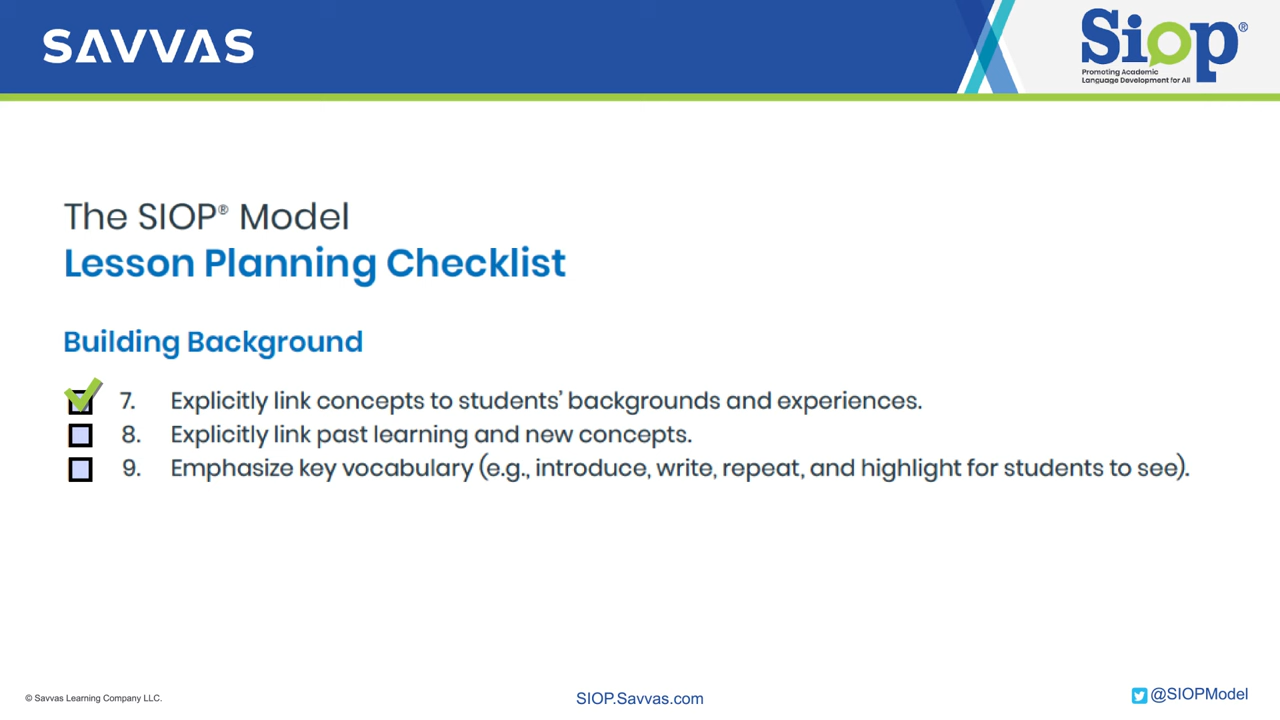 SAVVAS
Siop®
Promoting Academic
Language Development for All
The SIOP® Model
Lesson Planning Checklist
Building Background
7. Explicitly link concepts to students’ backgrounds and experiences.
8. Explicitly link past learning and new concepts.
9. Emphasize key vocabulary (e.g., introduce, write, repeat, and highlight for students to see).
© Savvas Learning Company LLC.
SIOP.Savvas.com
@SIOPModel